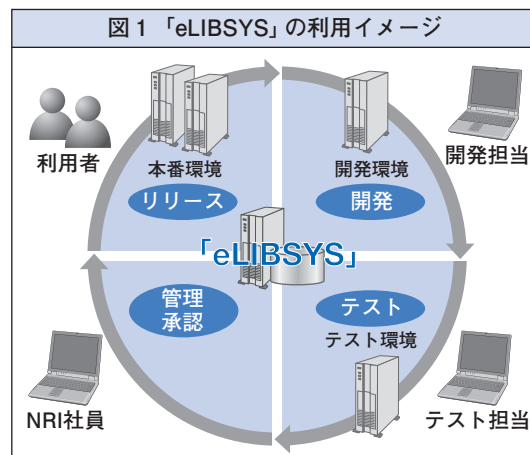 図1 「eLIBSYS」の利用イメージ
利用者
本番環境
リリース
開発環境
開発
開発担当
「eLIBSYS」
管理
承認
テスト
テスト環境
NRI社員
テスト担当